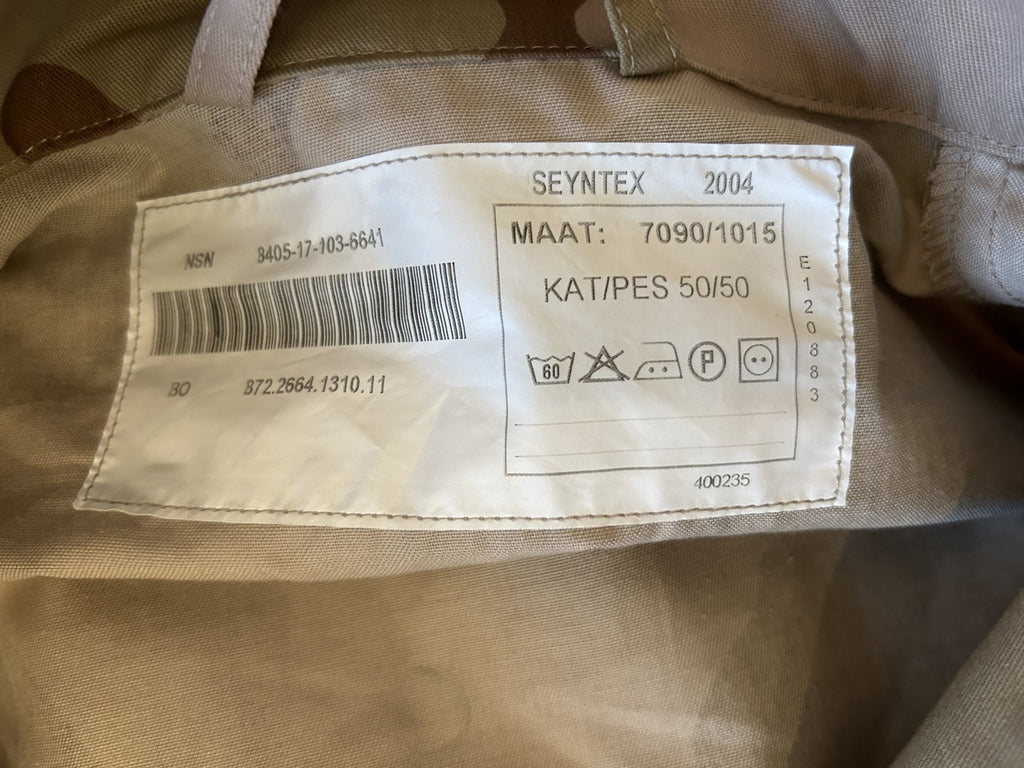 SEYNTEX 2004
NSN 8405-17-103-6641
BO 872.2664.1310.11
MAAT: 7090/1015
KAT/PES 50/50
60 P
E120883
400235